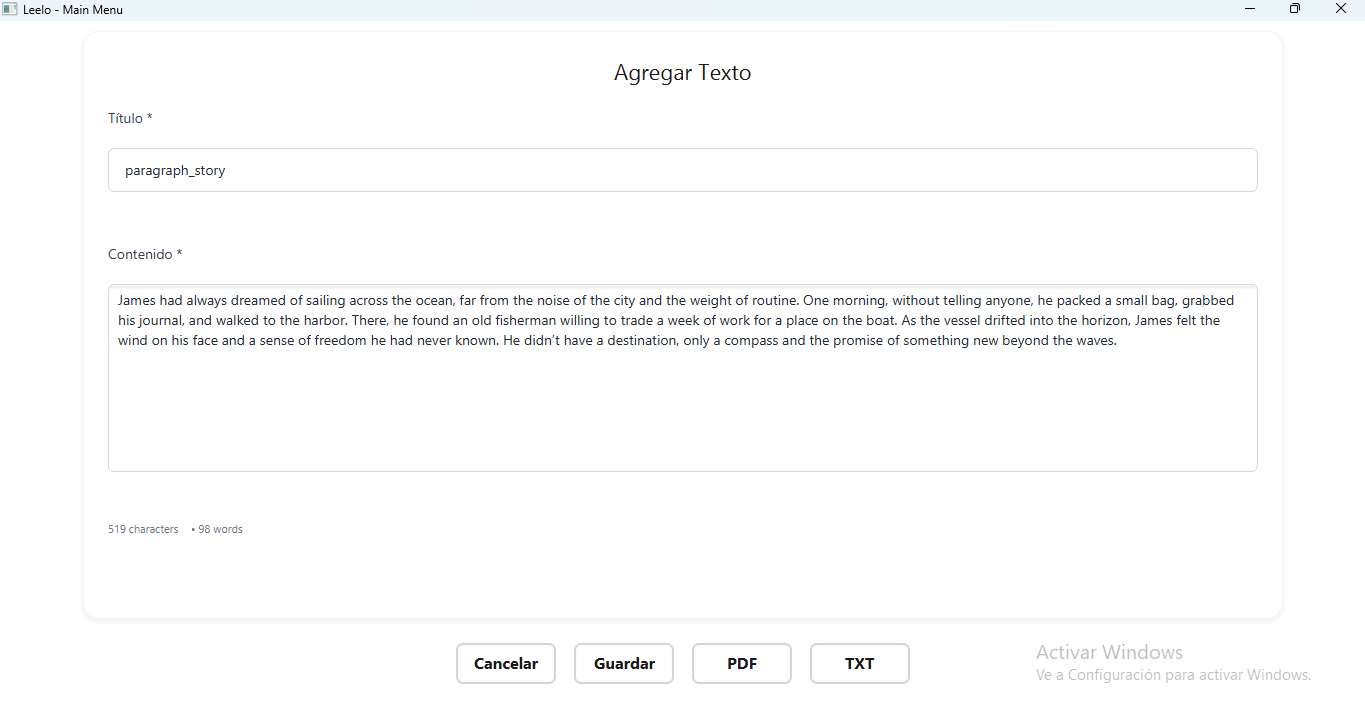 Leelo - Main Menu
Agregar Texto
Título *
paragraph_story
Contenido *
James had always dreamed of sailing across the ocean, far from the noise of the city and the weight of routine. One morning, without telling anyone, he packed a small bag, grabbed
his journal, and walked to the harbor. There, he found an old fisherman willing to trade a week of work for a place on the boat. As the vessel drifted into the horizon, James felt the
wind on his face and a sense of freedom he had never known. He didn’t have a destination, only a compass and the promise of something new beyond the waves.
519 characters • 98 words
Cancelar Guardar PDF TXT
Activar Windows
Ve a Configuración para activar Windows.